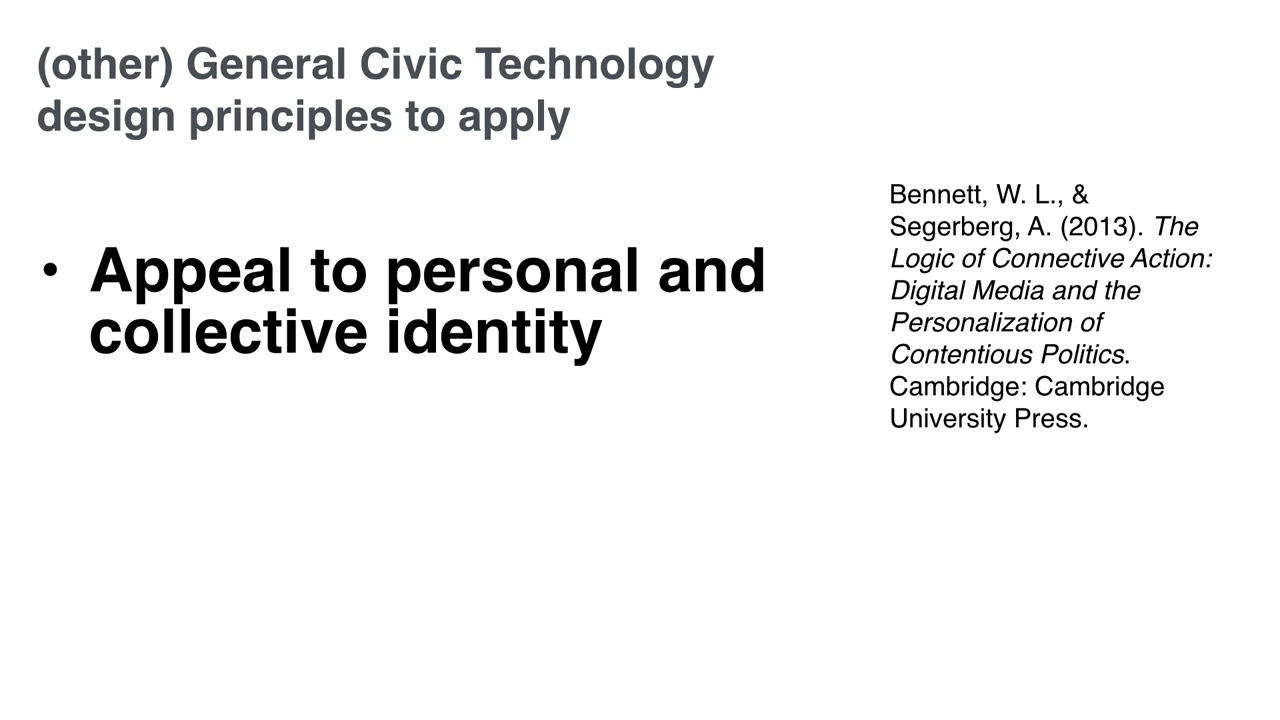 (other) General Civic Technology
design principles to apply
• Appeal to personal and
collective identity
Bennett, W. L., &
Segerberg, A. (2013). The
Logic of Connective Action:
Digital Media and the
Personalization of
Contentious Politics.
Cambridge: Cambridge
University Press.